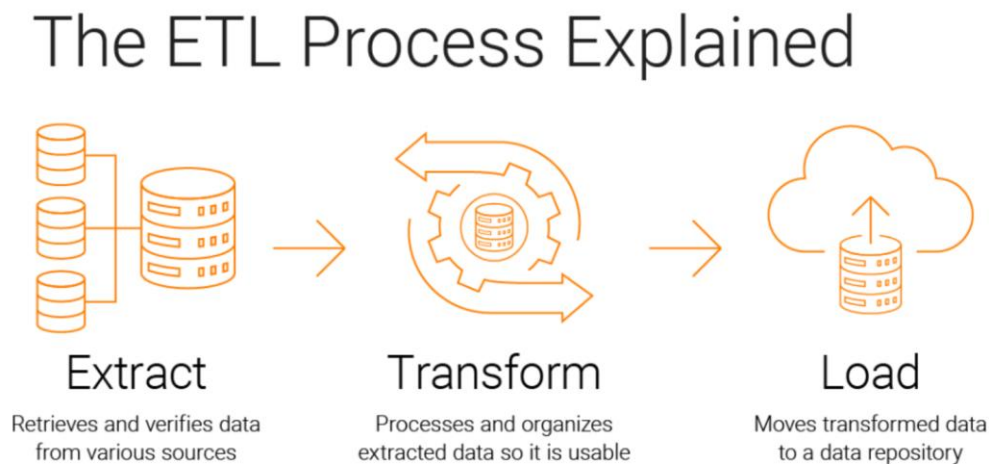 The ETL Process Explained
Extract
Retrieves and verifies data
from various sources
Transform
Processes and organizes
extracted data so it is usable
Load
Moves transformed data
to a data repository